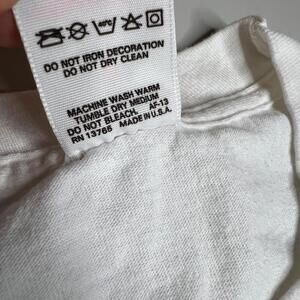 DO NOT IRON DECORATION
DO NOT DRY CLEAN
MACHINE WASH WARM
TUMBLE DRY MEDIUM
DO NOT BLEACH. AF-13
RN 13765 MADE IN U.S.A.